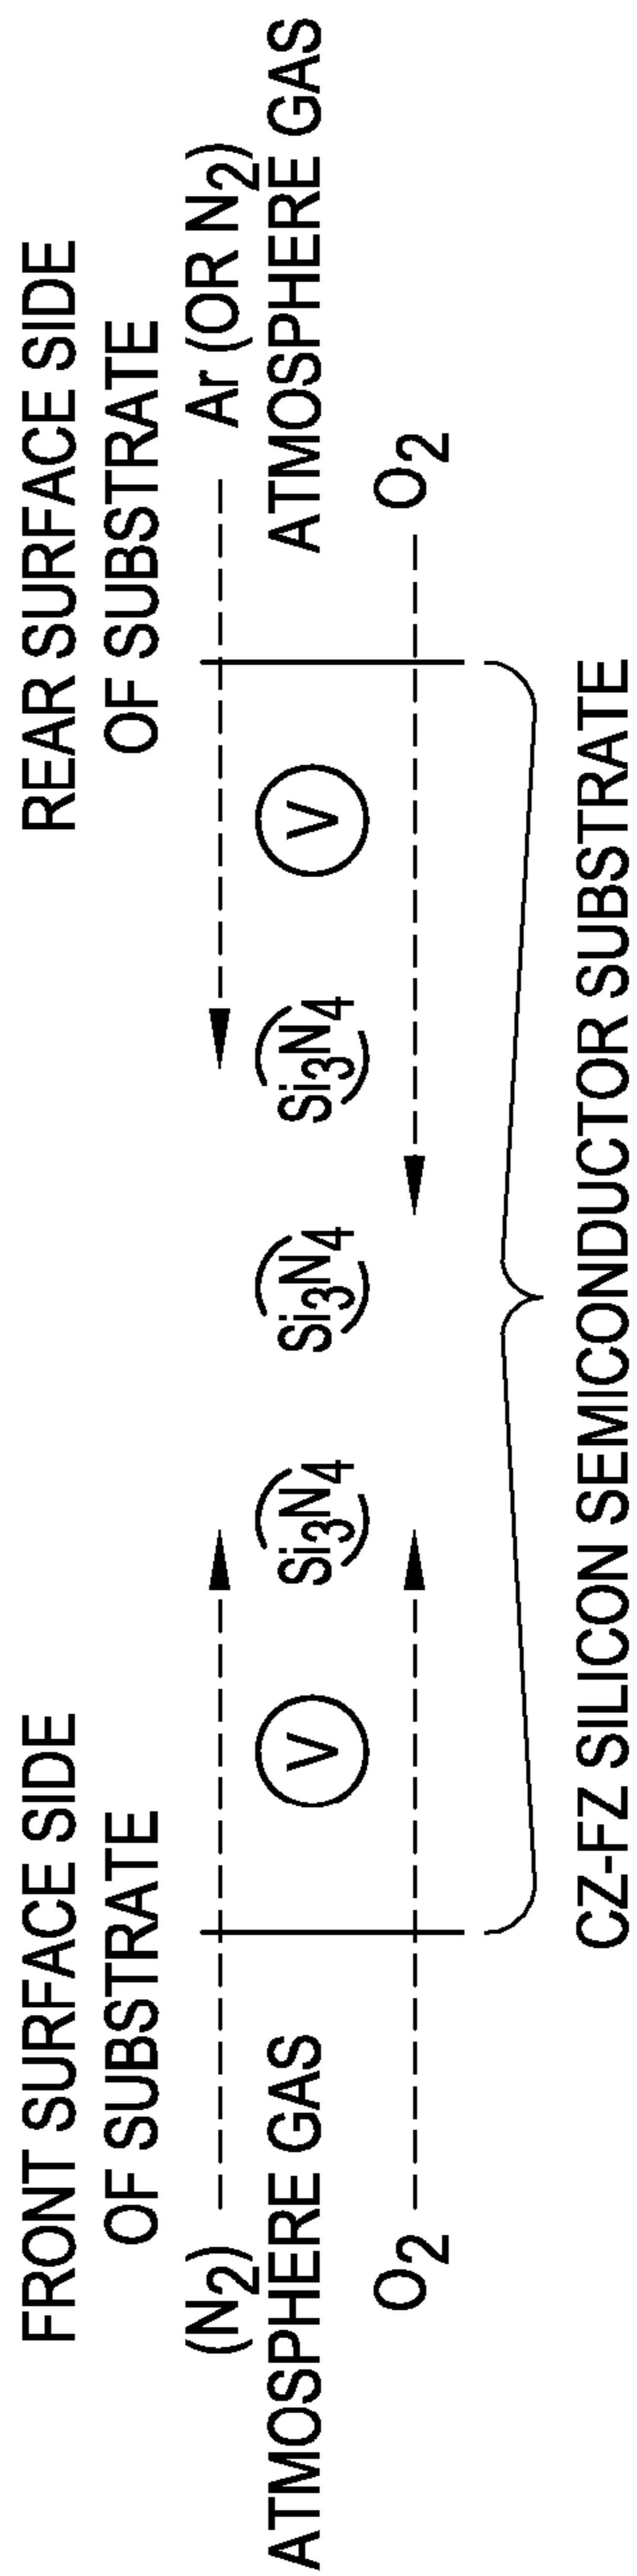 FRONT SURFACE SIDE
OF SUBSTRATE
REAR SURFACE SIDE
OF SUBSTRATE
(N2)
ATMOSPHERE GAS
Ar (OR N2)
ATMOSPHERE GAS
V
Si3N4
Si3N4
Si3N4
V
O2
O2
CZ-FZ SILICON SEMICONDUCTOR SUBSTRATE